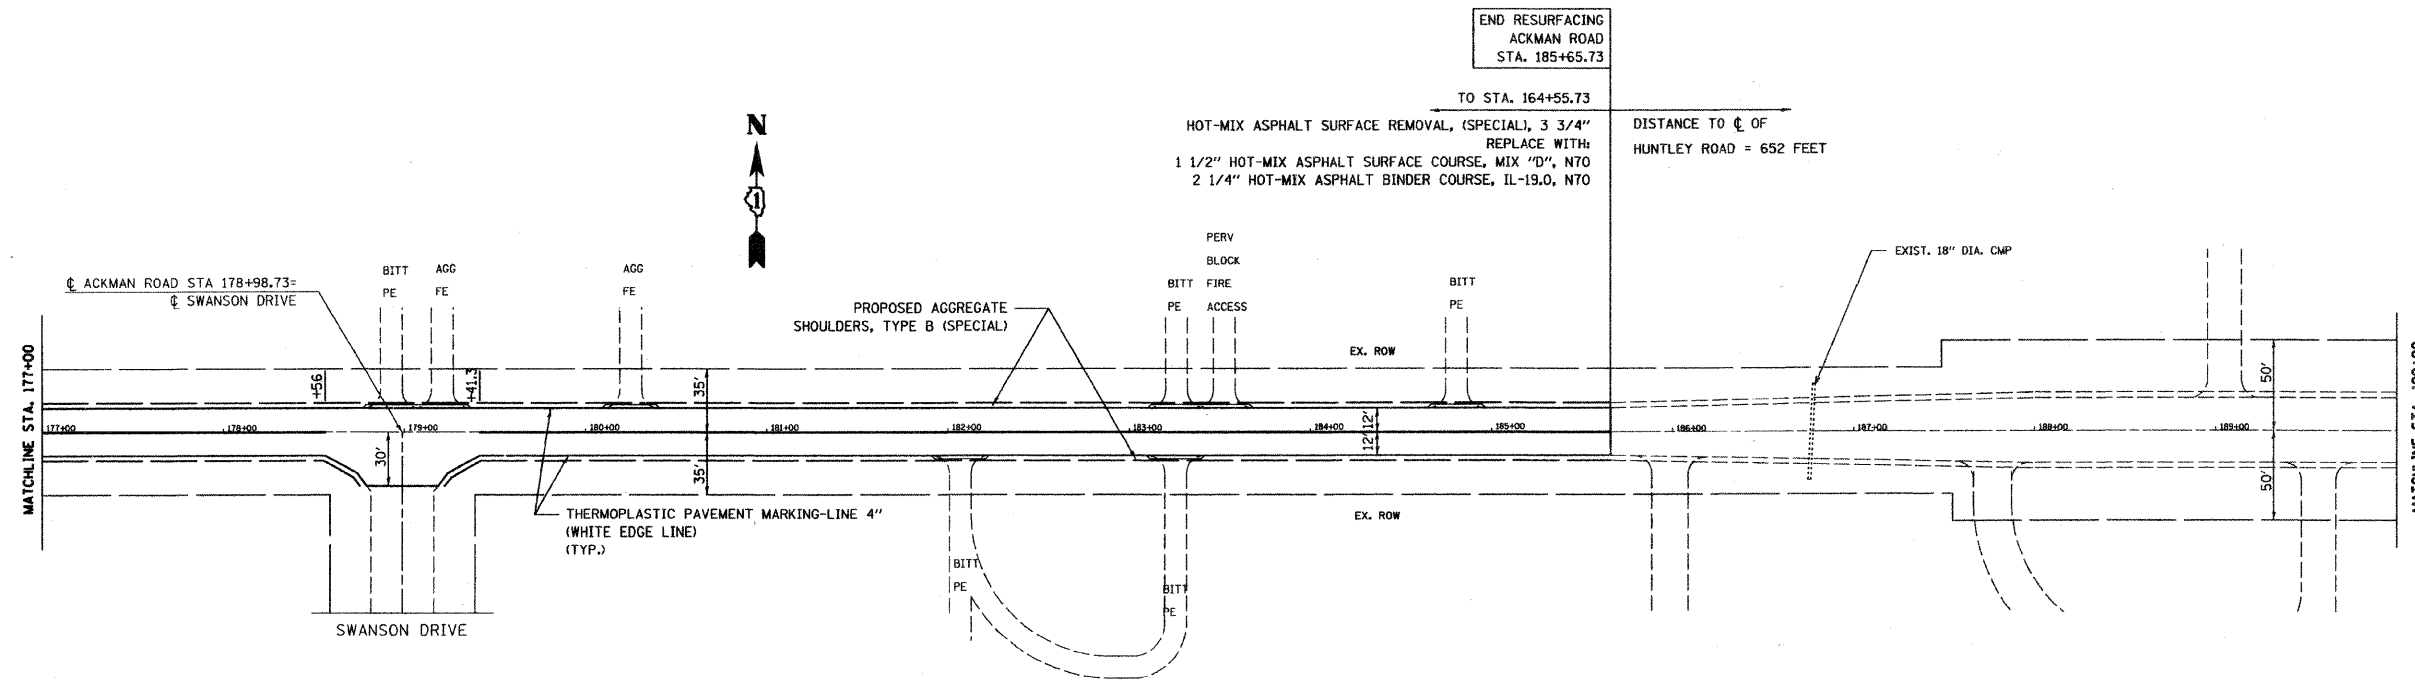 END RESURFACING
ACKMAN ROAD
STA. 185+65.73
TO STA. 164+55.73
HOT-MIX ASPHALT SURFACE REMOVAL, (SPECIAL), 3 3/4"
REPLACE WITH:
1 1/2" HOT-MIX ASPHALT SURFACE COURSE, MIX "D", N70
2 1/4" HOT-MIX ASPHALT BINDER COURSE, IL-19.0, N70
DISTANCE TO ℄ OF
HUNTLEY ROAD = 652 FEET
N
1
℄ ACKMAN ROAD STA 178+98.73=
℄ SWANSON DRIVE
BITT
PE
AGG
FE
AGG
FE
PROPOSED AGGREGATE
SHOULDERS, TYPE B (SPECIAL)
BITT
PE
PERV
BLOCK
FIRE
ACCESS
BITT
PE
EXIST. 18" DIA. CMP
EX. ROW
MATCHLINE STA. 177+00
+56
+41.3
35'
35'
30'
12'
12'
50'
50'
177+00
178+00
179+00
180+00
181+00
182+00
183+00
184+00
185+00
186+00
187+00
188+00
189+00
THERMOPLASTIC PAVEMENT MARKING-LINE 4"
(WHITE EDGE LINE)
(TYP.)
EX. ROW
BITT
PE
BITT
PE
SWANSON DRIVE